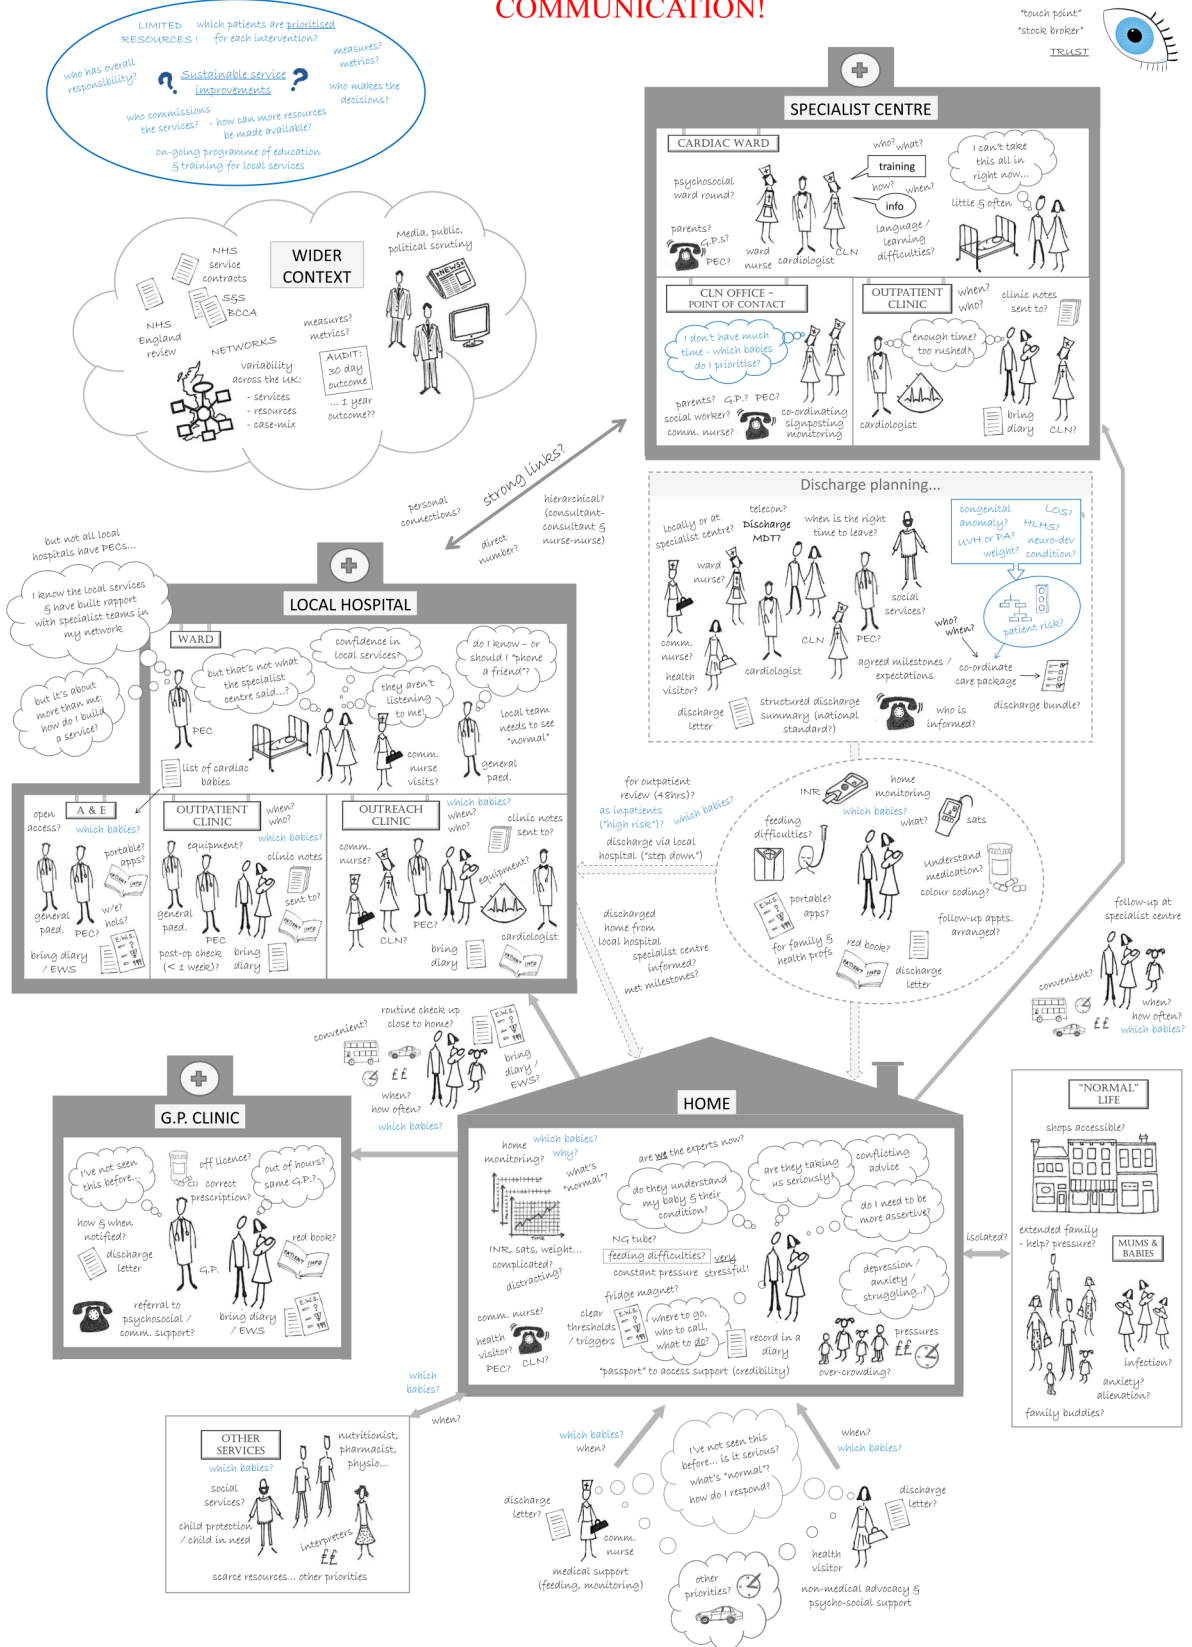 COMMUNICATION!
"touch point"
"stock broker"
TRUST
LIMITED
RESOURCES !
which patients are prioritised
for each intervention?
measures?
metrics?
who has overall
responsibility?
? Sustainable service ?
improvements
who makes the
decisions?
who commissions
the services?
- how can more resources
be made available?
on-going programme of education
& training for local services
WIDER
CONTEXT
Media, public,
political scrutiny
NEWS
NHS
service
contracts
S&S
BCCA
NHS
England
review
NETWORKS
variability
across the UK:
- services
- resources
- case-mix
measures?
metrics?
AUDIT:
30 day
outcome
... 1 year
outcome??
SPECIALIST CENTRE
CARDIAC WARD
psychosocial
ward round?
who? what?
training
how? when?
info
language /
learning
difficulties?
I can't take
this all in
right now...
little & often
parents?
G.P.s?
PEC?
ward
nurse
cardiologist
CLN
CLN OFFICE –
POINT OF CONTACT
I don't have much
time - which babies
do I prioritise?
parents? G.P.? PEC?
social worker?
comm. nurse?
co-ordinating
signposting
monitoring
OUTPATIENT
CLINIC
when?
who?
clinic notes
sent to?
enough time?
too rushed?
cardiologist
bring
diary
CLN?
strong links?
personal
connections?
hierarchical?
(consultant-
consultant &
nurse-nurse)
direct
number?
Discharge planning...
locally or at
specialist centre?
telecon?
Discharge
MDT?
when is the right
time to leave?
congenital
anomaly?
LOS?
HLHS?
UVH or PA?
neuro-dev
condition?
weight?
ward
nurse?
social
services?
patient risk?
who?
when?
comm.
nurse?
CLN
PEC?
health
visitor?
cardiologist
agreed milestones /
expectations
co-ordinate
care package
discharge bundle?
discharge
letter
structured discharge
summary (national
standard?)
who is
informed?
but not all local
hospitals have PECs...
I know the local services
& have built rapport
with specialist teams in
my network
but it's about
more than me:
how do I build
a service?
LOCAL HOSPITAL
WARD
but that's not what
the specialist
centre said...?
confidence in
local services?
they aren't
listening
to me!
do I know – or
should I "phone
a friend"?
local team
needs to see
"normal"
PEC
comm.
nurse
visits?
general
paed.
list of cardiac
babies
A & E
open
access?
which babies?
portable?
apps?
PATIENT INFO
w/e?
hols?
general
paed.
PEC?
bring diary
/ EWS
E.W.S.
OUTPATIENT
CLINIC
when?
who?
which babies?
equipment?
clinic notes
sent to?
PATIENT INFO
general
paed.
PEC
post-op check
(< 1 week)?
bring
diary
OUTREACH
CLINIC
which babies?
when?
who?
clinic notes
sent to?
comm.
nurse?
equipment?
PEC?
CLN?
cardiologist
bring
diary
PATIENT INFO
for outpatient
review (48hrs)?
as inpatients
("high risk")?
which babies?
discharge via local
hospital ("step down")
discharged
home from
local hospital
specialist centre
informed?
met milestones?
INR
home
monitoring
which babies?
what?
sats
feeding
difficulties?
understand
medication?
colour coding?
portable?
apps?
E.W.S.
follow-up appts.
arranged?
for family &
health profs
red book?
PATIENT INFO
discharge
letter
follow-up at
specialist centre
convenient?
££
when?
how often?
which babies?
routine check up
close to home?
convenient?
££
E.W.S.
bring
diary /
EWS?
when?
how often?
which babies?
G.P. CLINIC
I've not seen
this before...
off licence?
correct
prescription?
out of hours?
same G.P.?
how & when
notified?
discharge
letter
G.P.
red book?
PATIENT INFO
referral to
psychosocial /
comm. support?
bring diary
/ EWS
E.W.S.
HOME
home
monitoring?
which babies?
why?
what's
"normal"?
TIME
INR, sats, weight...
complicated?
distracting?
are we the experts now?
do they understand
my baby & their
condition?
are they taking
us seriously?
conflicting
advice
do I need to be
more assertive?
NG tube?
feeding difficulties?
very
stressful!
constant pressure
fridge magnet?
depression /
anxiety /
struggling..?
comm. nurse?
health
visitor?
PEC?
CLN?
clear
thresholds
/ triggers
E.W.S.
where to go,
who to call,
what to do?
record in a
diary
pressures
££
over-crowding?
"passport" to access support (credibility)
isolated?
"NORMAL"
LIFE
shops accessible?
extended family
- help? pressure?
MUMS &
BABIES
infection?
anxiety?
alienation?
family buddies?
which
babies?
when?
OTHER
SERVICES
which babies?
nutritionist,
pharmacist,
physio...
social
services?
child protection
/ child in need
interpreters
££
scarce resources... other priorities
which babies?
when?
I've not seen this
before... is it serious?
what's "normal"?
how do I respond?
when?
which babies?
discharge
letter?
comm.
nurse
medical support
(feeding, monitoring)
other
priorities?
discharge
letter?
health
visitor
non-medical advocacy &
psycho-social support